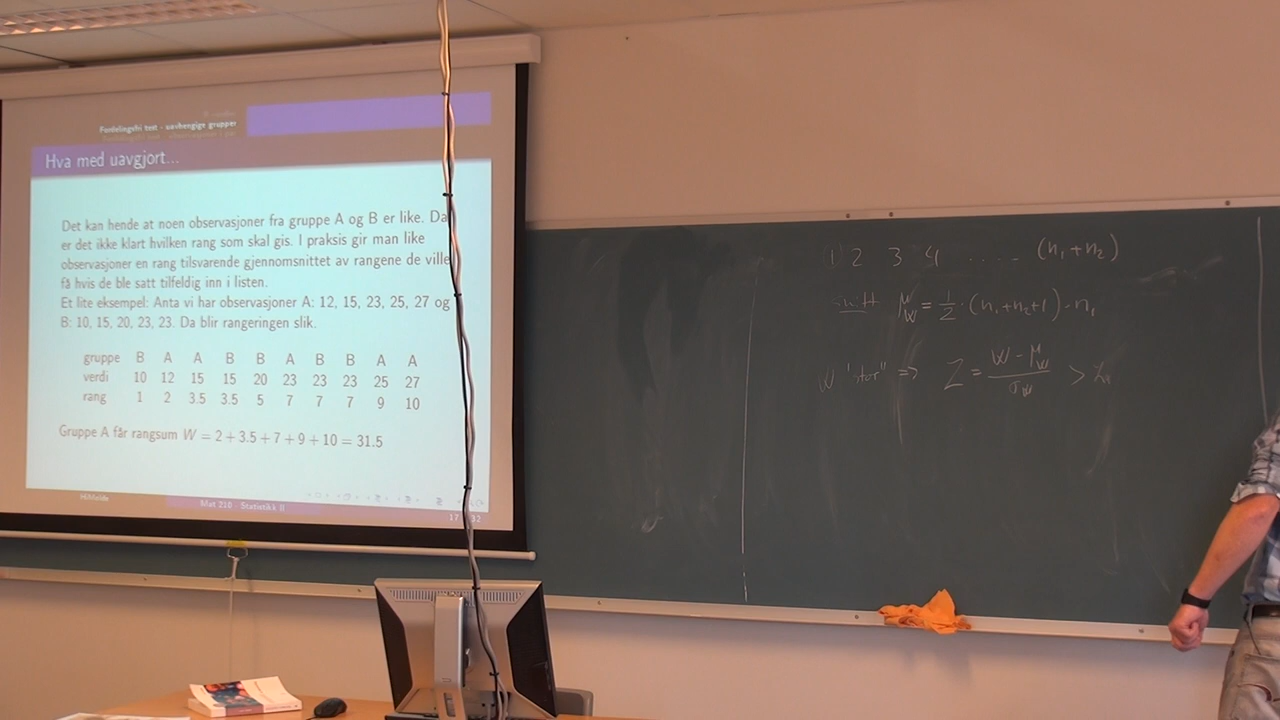 Fordelingsfri test - uavhengige grupper
Hva med uavgjort...
Det kan hende at noen observasjoner fra gruppe A og B er like. Da
er det ikke klart hvilken rang som skal gis. I praksis gir man like
observasjoner en rang tilsvarende gjennomsnittet av rangene de ville
få hvis de ble satt tilfeldig inn i listen.
Et lite eksempel: Anta vi har observasjoner A: 12, 15, 23, 25, 27 og
B: 10, 15, 20, 23, 23. Da blir rangeringen slik.
gruppe B A A B B A B B A A
verdi 10 12 15 15 20 23 23 23 25 27
rang 1 2 3.5 3.5 5 7 7 7 9 10
Gruppe A får rangsum W = 2 + 3.5 + 7 + 9 + 10 = 31.5
HiMolde
Mat 210 Statistikk II
17 32
1 2 3 4 ..... (n₁+n₂)
snitt μ_W = 1/2 · (n₁+n₂+1) · n₁
W "stor" ⇒ Z = (W - μ_W)/σ_W >